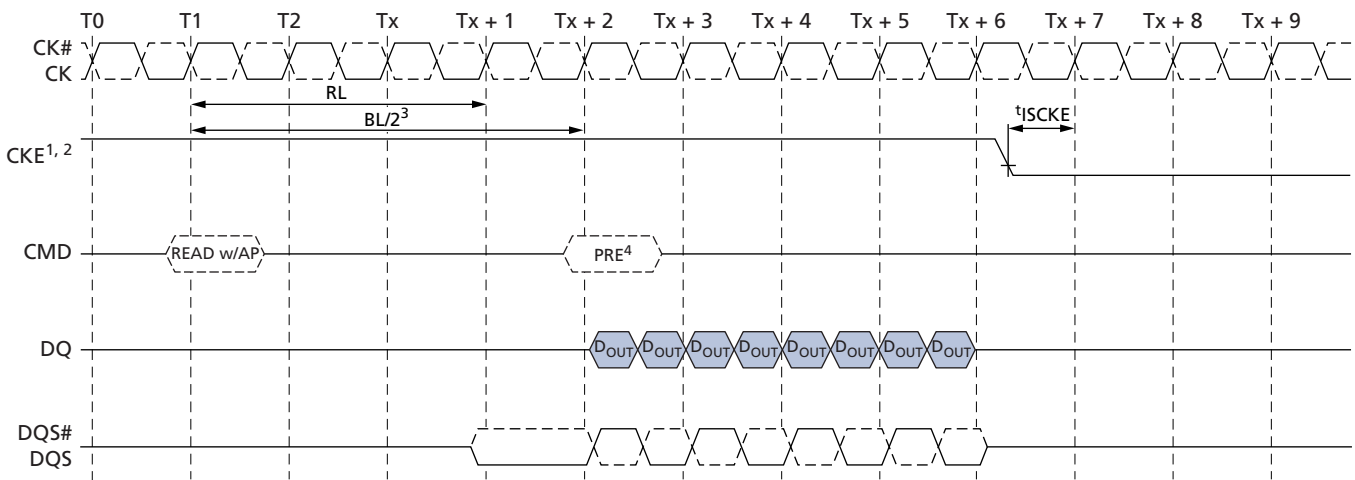 T0 T1 T2 Tx Tx + 1 Tx + 2 Tx + 3 Tx + 4 Tx + 5 Tx + 6 Tx + 7 Tx + 8 Tx + 9
CK#
CK
RL
BL/2³
tISCKE
CKE1, 2
CMD
READ w/AP
PRE⁴
DQ
DOUT DOUT DOUT DOUT DOUT DOUT DOUT DOUT
DQS#
DQS